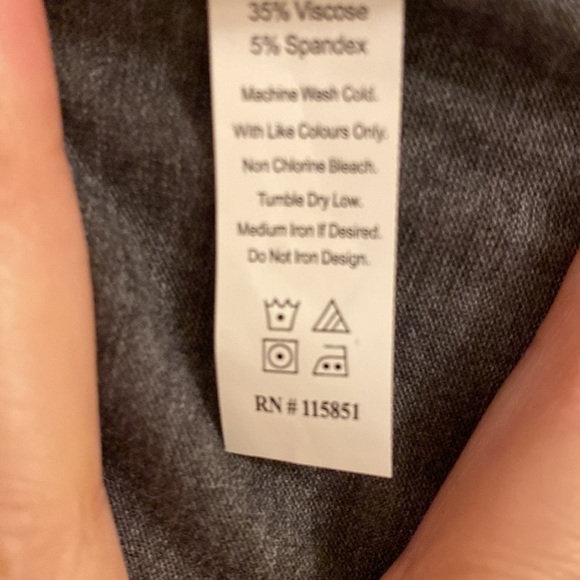 35% Viscose
5% Spandex
Machine Wash Cold.
With Like Colours Only.
Non Chlorine Bleach.
Tumble Dry Low.
Medium Iron If Desired.
Do Not Iron Design.
RN # 115851